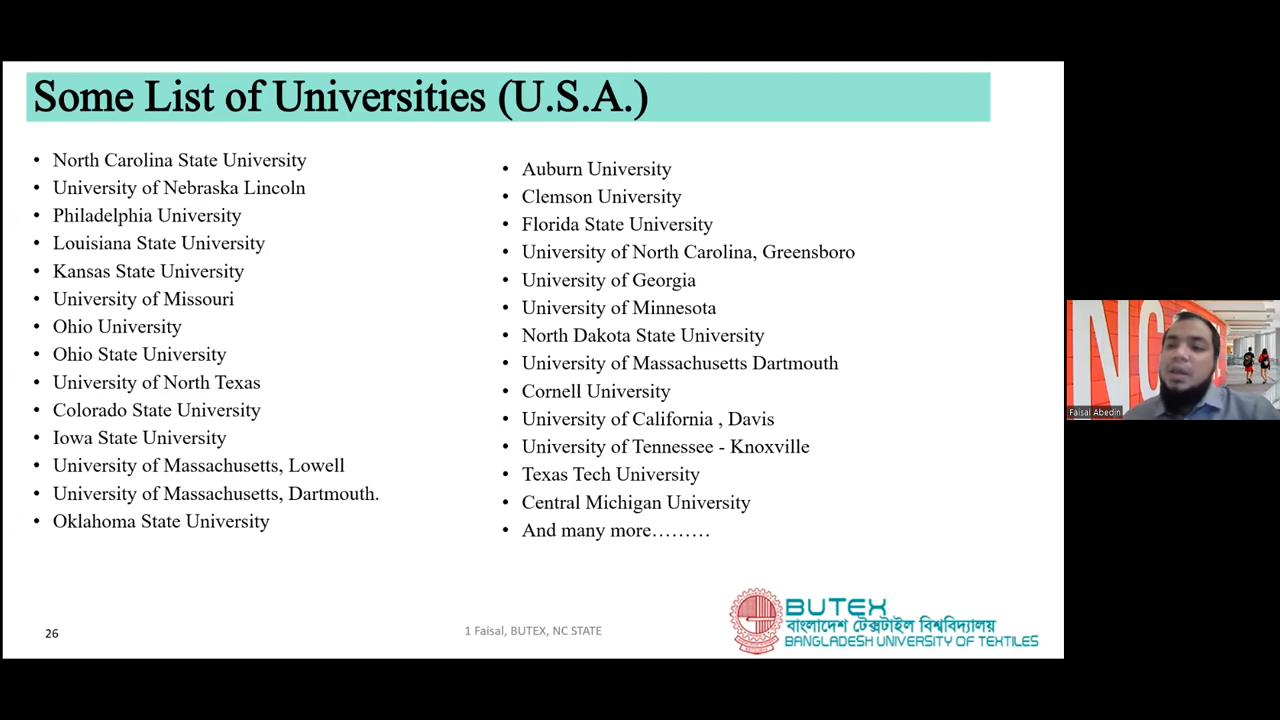 Some List of Universities (U.S.A.)
• North Carolina State University
• University of Nebraska Lincoln
• Philadelphia University
• Louisiana State University
• Kansas State University
• University of Missouri
• Ohio University
• Ohio State University
• University of North Texas
• Colorado State University
• Iowa State University
• University of Massachusetts, Lowell
• University of Massachusetts, Dartmouth.
• Oklahoma State University
• Auburn University
• Clemson University
• Florida State University
• University of North Carolina, Greensboro
• University of Georgia
• University of Minnesota
• North Dakota State University
• University of Massachusetts Dartmouth
• Cornell University
• University of California , Davis
• University of Tennessee - Knoxville
• Texas Tech University
• Central Michigan University
• And many more………
NC
Faisal Abedin
26
1 Faisal, BUTEX, NC STATE
BUTEX
বাংলাদেশ টেক্সটাইল বিশ্ববিদ্যালয়
BANGLADESH UNIVERSITY OF TEXTILES